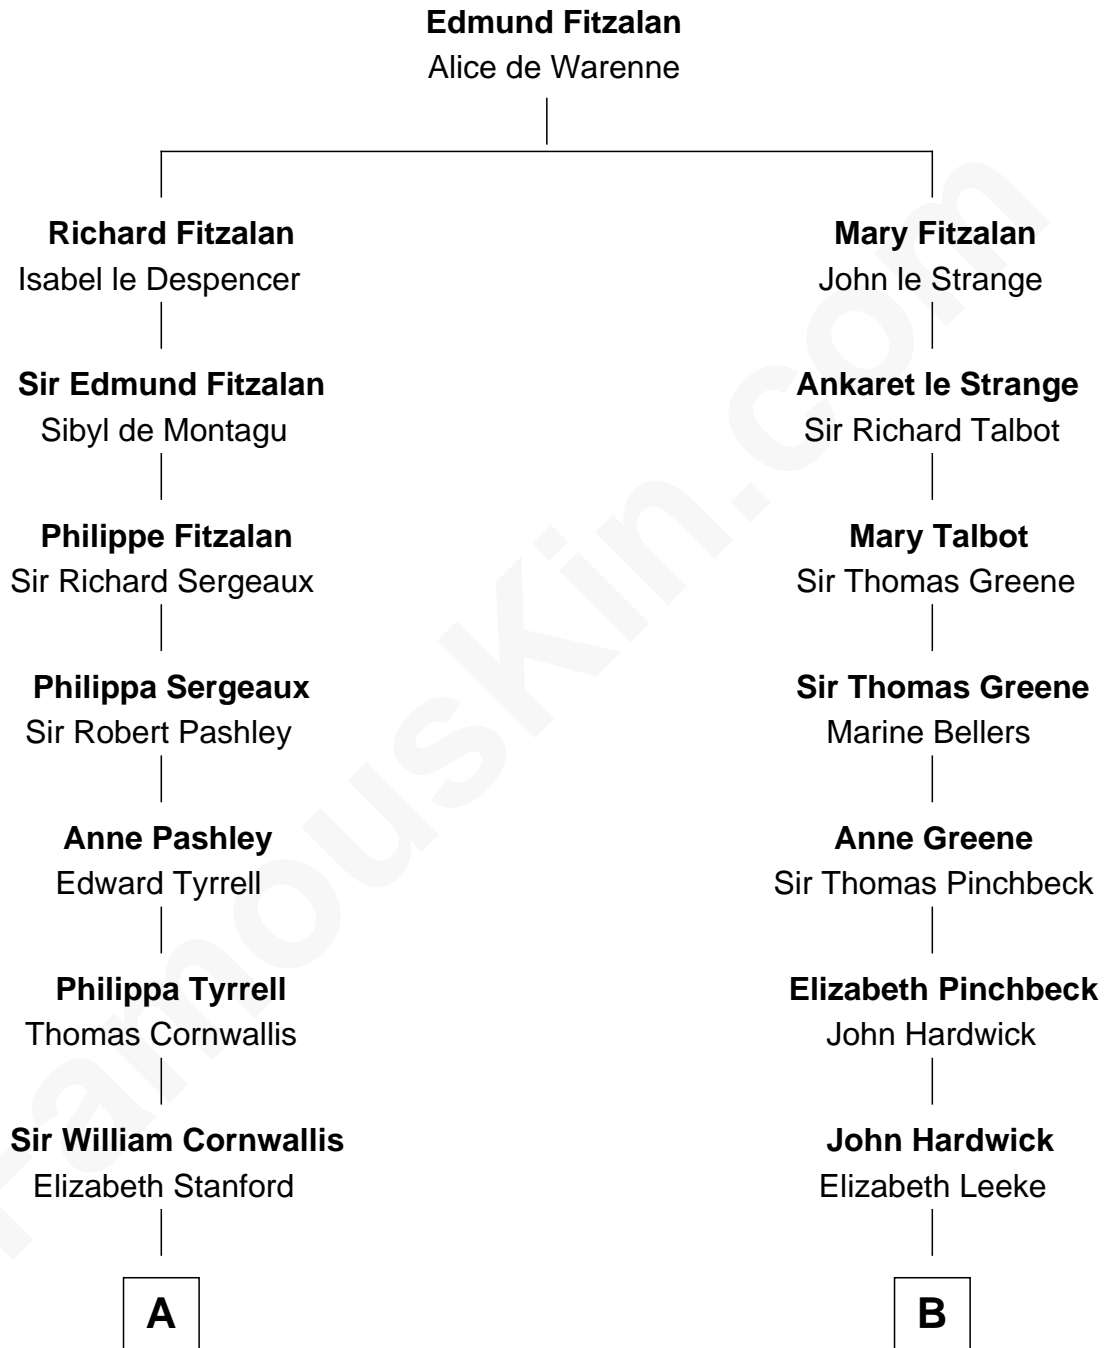 Edmund Fitzalan
Alice de Warenne
Richard Fitzalan
Isabel le Despencer
Sir Edmund Fitzalan
Sibyl de Montagu
Philippe Fitzalan
Sir Richard Sergeaux
Philippa Sergeaux
Sir Robert Pashley
Anne Pashley
Edward Tyrrell
Philippa Tyrrell
Thomas Cornwallis
Sir William Cornwallis
Elizabeth Stanford
A
Mary Fitzalan
John le Strange
Ankaret le Strange
Sir Richard Talbot
Mary Talbot
Sir Thomas Greene
Sir Thomas Greene
Marine Bellers
Anne Greene
Sir Thomas Pinchbeck
Elizabeth Pinchbeck
John Hardwick
John Hardwick
Elizabeth Leeke
B
FamousKin.com